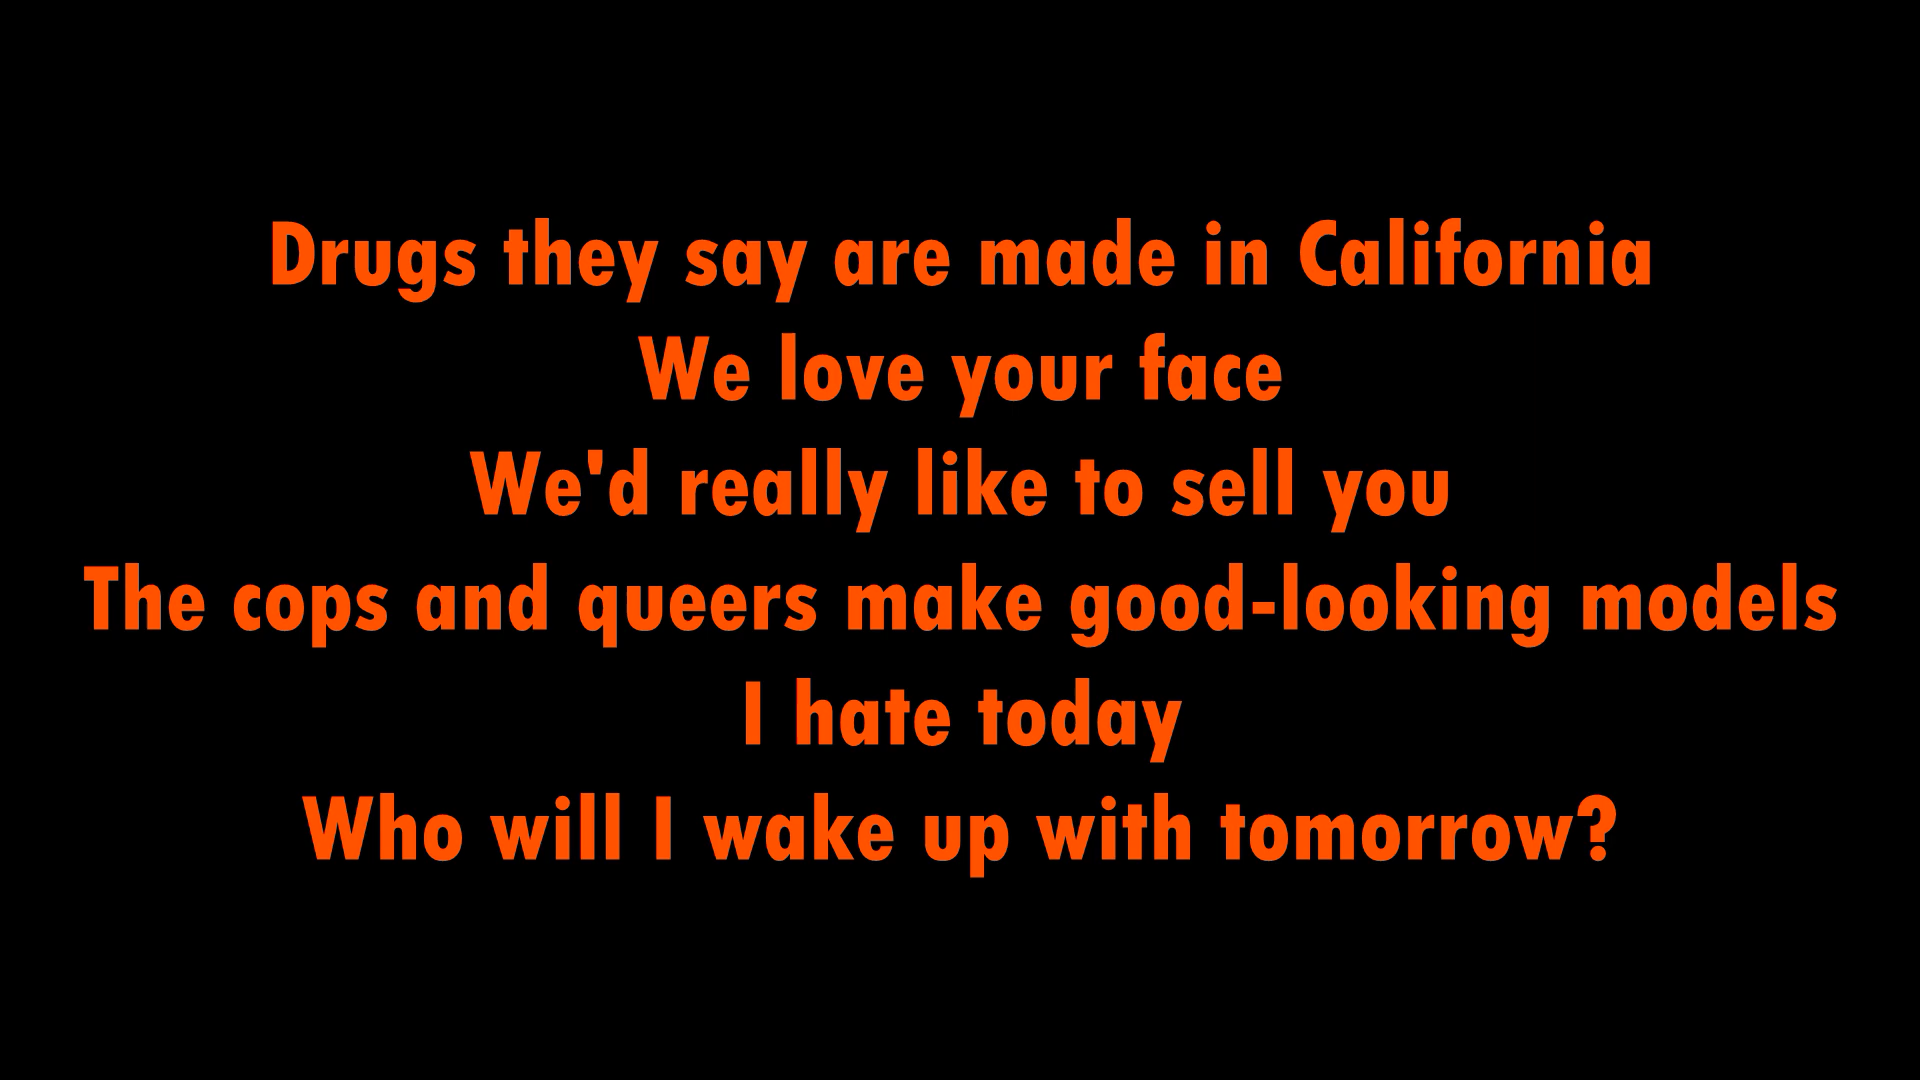 Drugs they say are made in California
We love your face
We'd really like to sell you
The cops and queers make good-looking models
I hate today
Who will I wake up with tomorrow?